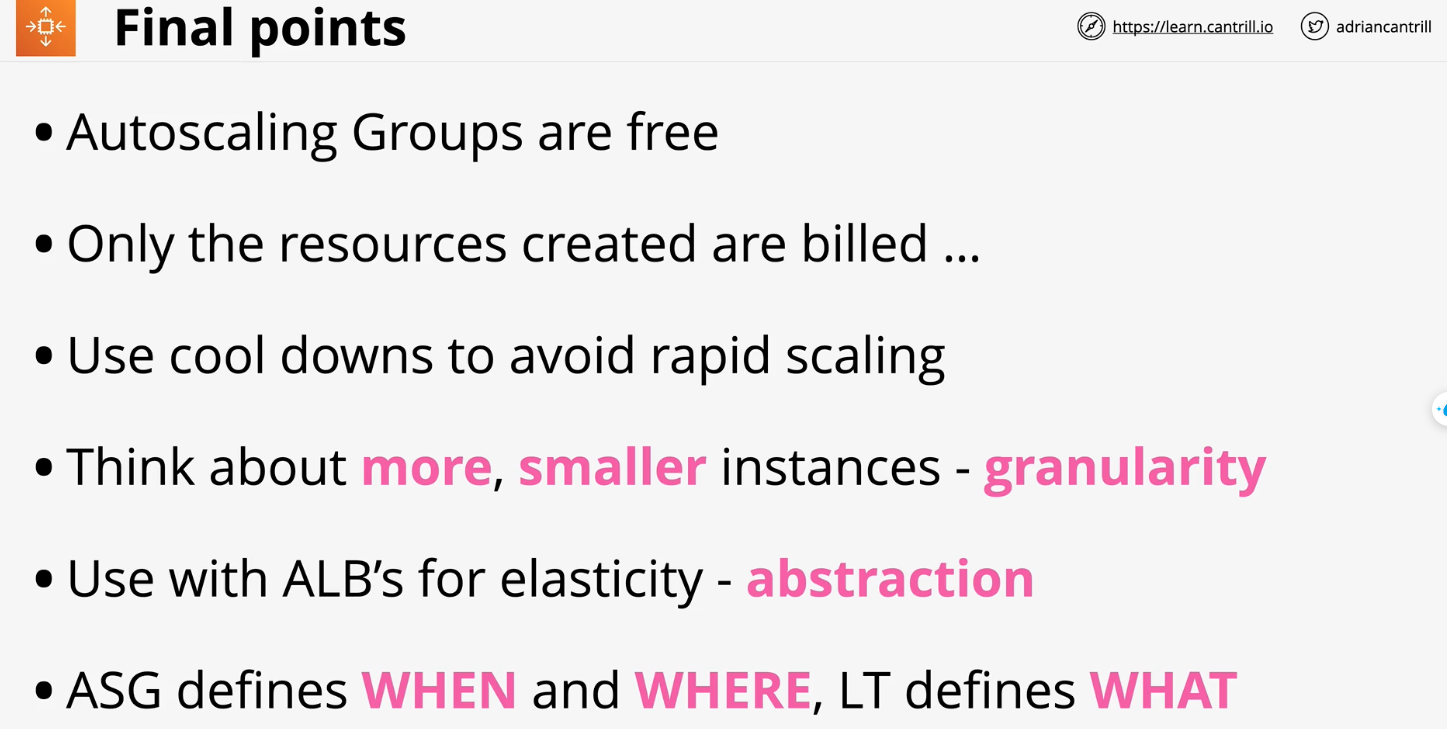 Final points
https://learn.cantrill.io
adriancantrill
• Autoscaling Groups are free
• Only the resources created are billed ...
• Use cool downs to avoid rapid scaling
• Think about more, smaller instances - granularity
• Use with ALB’s for elasticity - abstraction
• ASG defines WHEN and WHERE, LT defines WHAT